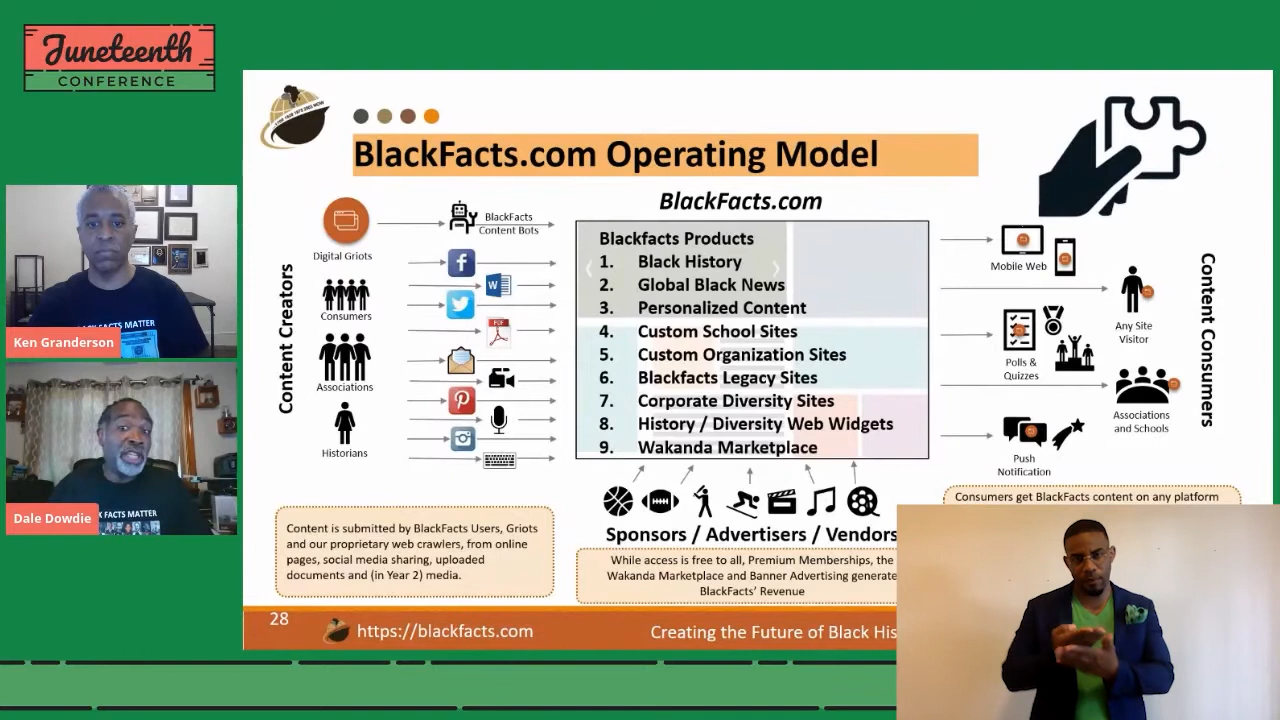 Juneteenth
CONFERENCE
BlackFacts.com Operating Model
BlackFacts.com
Content Creators
Digital Griots
Consumers
Associations
Historians
BlackFacts
Content Bots
PDF
Blackfacts Products
1. Black History
2. Global Black News
3. Personalized Content
4. Custom School Sites
5. Custom Organization Sites
6. Blackfacts Legacy Sites
7. Corporate Diversity Sites
8. History / Diversity Web Widgets
9. Wakanda Marketplace
Mobile Web
Any Site
Visitor
Polls &
Quizzes
Associations
and Schools
Push
Notification
Content Consumers
Ken Granderson
FACTS MATTER
Dale Dowdie
FACTS MATTER
Content is submitted by BlackFacts Users, Griots
and our proprietary web crawlers, from online
pages, social media sharing, uploaded
documents and (in Year 2) media.
Sponsors / Advertisers / Vendors
While access is free to all, Premium Memberships, the
Wakanda Marketplace and Banner Advertising generate
BlackFacts' Revenue
Consumers get BlackFacts content on any platform
28
https://blackfacts.com
Creating the Future of Black His